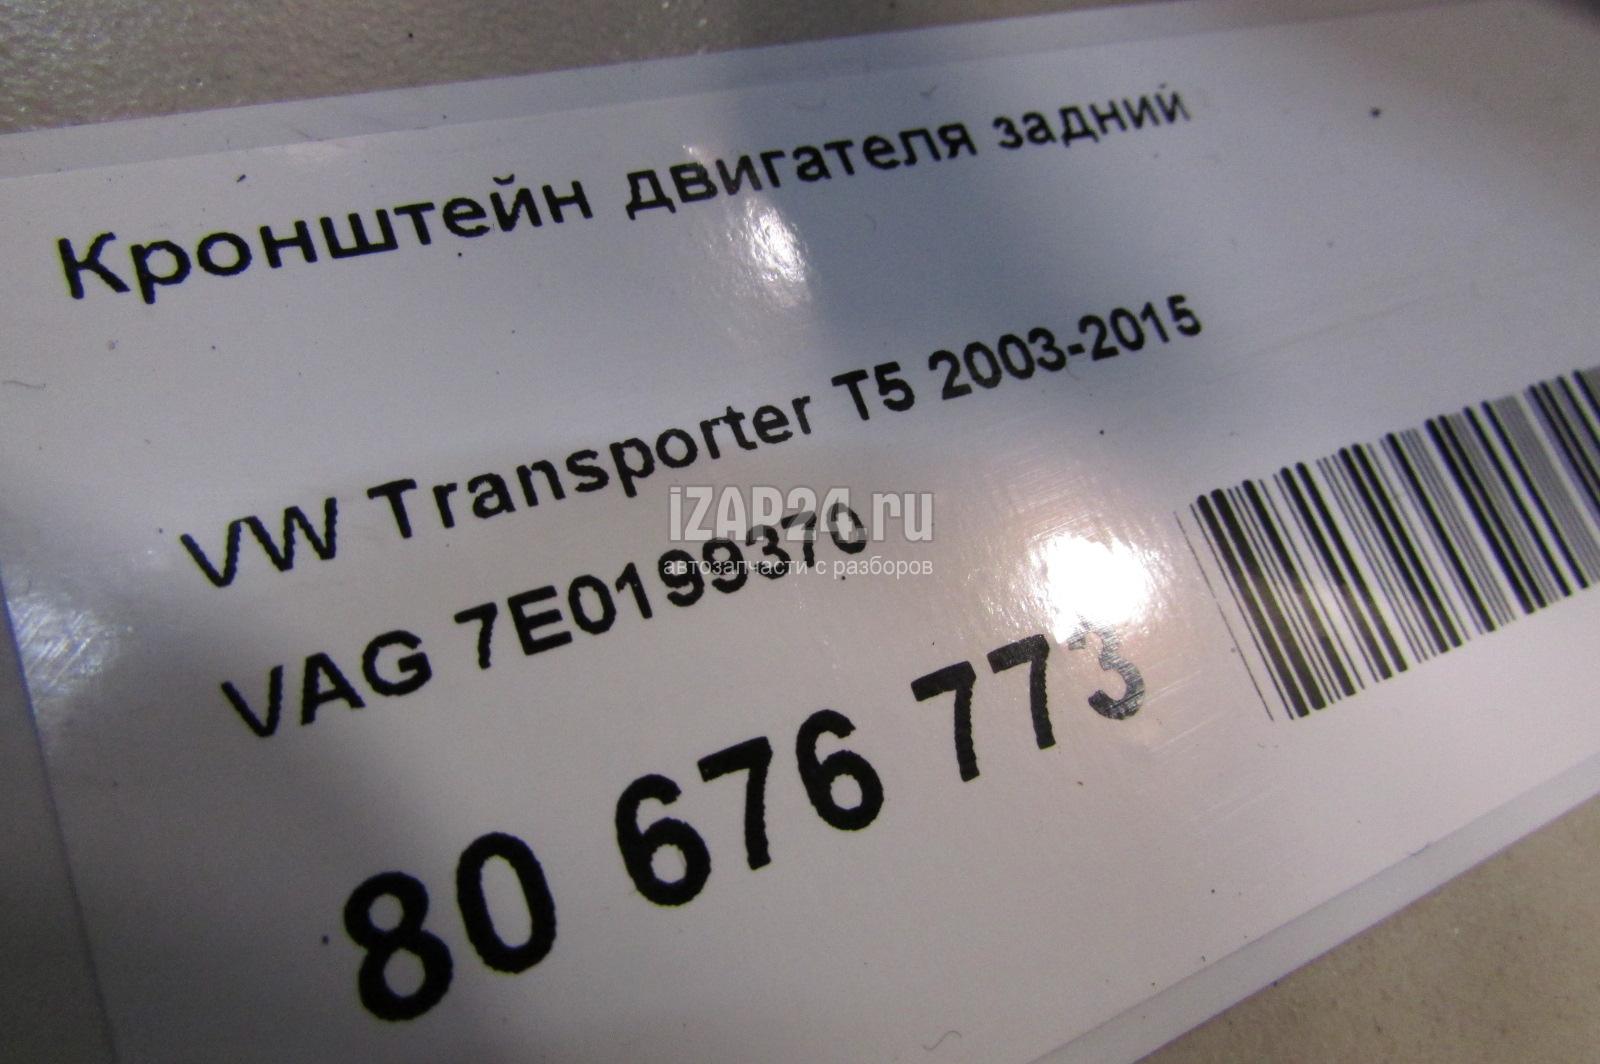 Кронштейн двигателя задний
VW Transporter T5 2003-2015
iZAP24.ru
VAG 7E0199370
автозапчасти с разборов
80 676 773